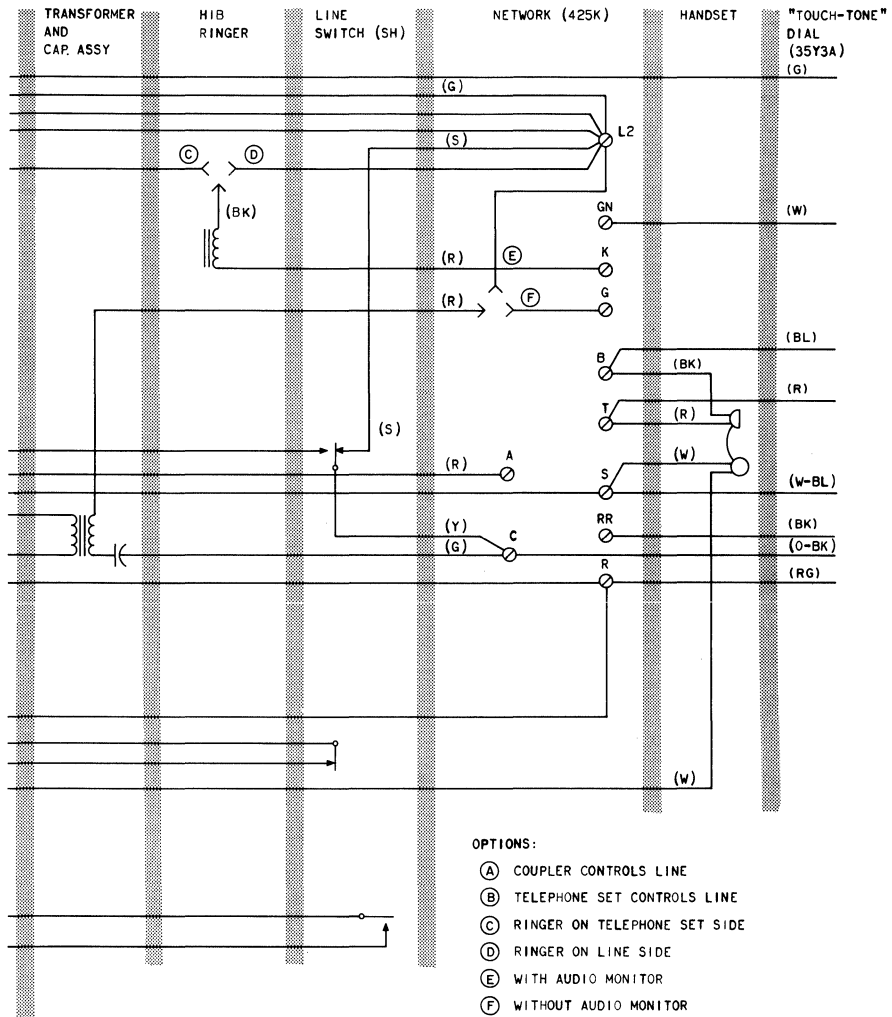 TRANSFORMER
AND
CAP. ASSY
HIB
RINGER
LINE
SWITCH (SH)
NETWORK (425K)
HANDSET
"TOUCH-TONE"
DIAL
(35Y3A)
(G)
(G)
L2
(S)
C
D
(BK)
GN
(W)
K
(R)
E
G
(R)
F
(BL)
B
(BK)
(R)
T
(R)
(S)
(W)
A
(R)
S
(W-BL)
RR
(BK)
(Y)
C
(G)
(O-BK)
R
(RG)
(W)
OPTIONS:
A COUPLER CONTROLS LINE
B TELEPHONE SET CONTROLS LINE
C RINGER ON TELEPHONE SET SIDE
D RINGER ON LINE SIDE
E WITH AUDIO MONITOR
F WITHOUT AUDIO MONITOR